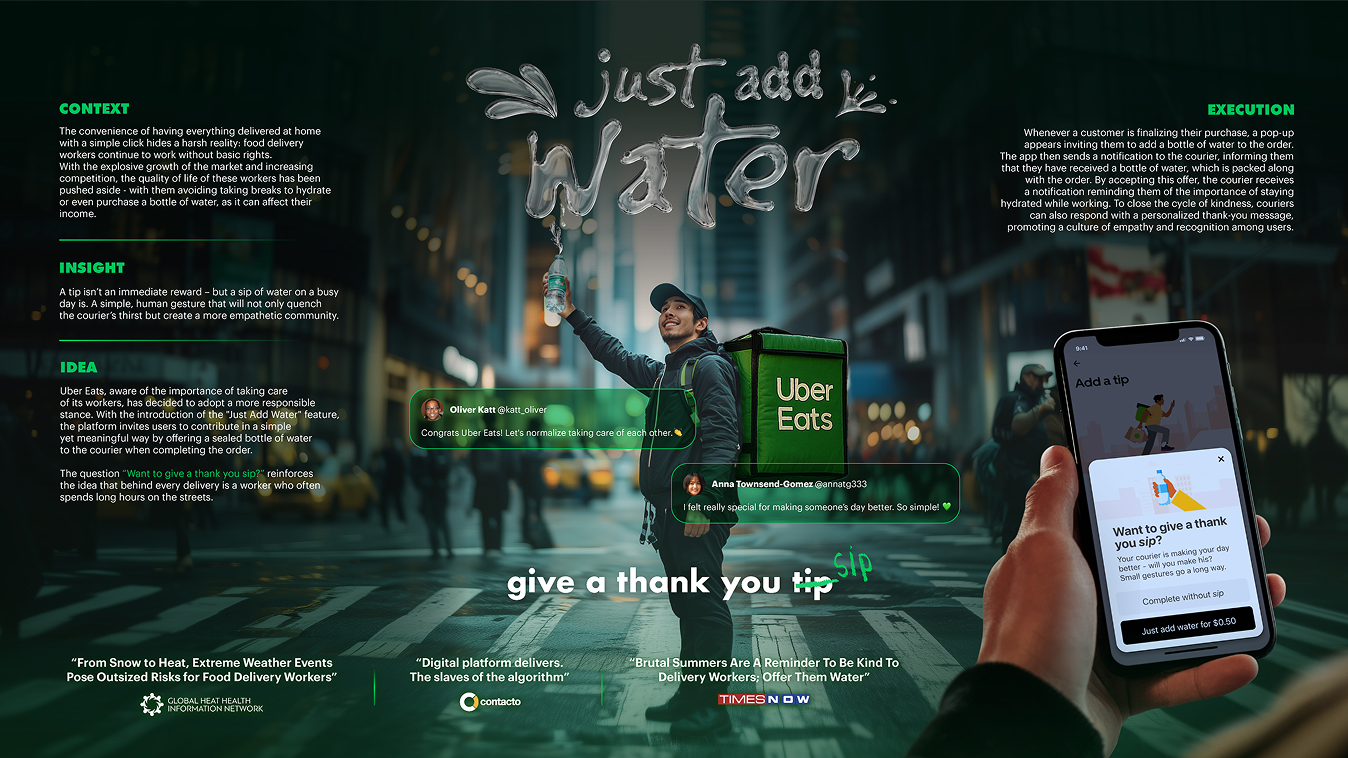 just add
water
CONTEXT
The convenience of having everything delivered at home
with a simple click hides a harsh reality: food delivery
workers continue to work without basic rights.
With the explosive growth of the market and increasing
competition, the quality of life of these workers has been
pushed aside - with them avoiding taking breaks to hydrate
or even purchase a bottle of water, as it can affect their
income.
INSIGHT
A tip isn't an immediate reward – but a sip of water on a busy
day is. A simple, human gesture that will not only quench
the courier's thirst but create a more empathetic community.
IDEA
Uber Eats, aware of the importance of taking care
of its workers, has decided to adopt a more responsible
stance. With the introduction of the "Just Add Water" feature,
the platform invites users to contribute in a simple
yet meaningful way by offering a sealed bottle of water
to the courier when completing the order.
The question "Want to give a thank you sip?" reinforces
the idea that behind every delivery is a worker who often
spends long hours on the streets.
EXECUTION
Whenever a customer is finalizing their purchase, a pop-up
appears inviting them to add a bottle of water to the order.
The app then sends a notification to the courier, informing them
that they have received a bottle of water, which is packed along
with the order. By accepting this offer, the courier receives
a notification reminding them of the importance of staying
hydrated while working. To close the cycle of kindness, couriers
can also respond with a personalized thank-you message,
promoting a culture of empathy and recognition among users.
Uber
Eats
Oliver Katt @katt_oliver
Congrats Uber Eats! Let's normalize taking care of each other.👏
Anna Townsend-Gomez @annatg333
I felt really special for making someone's day better. So simple! 💚
give a thank you tip sip
9:41
Add a tip
Want to give a thank
you sip?
Your courier is making your day
better - will you make his?
Small gestures go a long way.
Complete without sip
Just add water for $0.50
"From Snow to Heat, Extreme Weather Events
Pose Outsized Risks for Food Delivery Workers"
GLOBAL HEAT HEALTH
INFORMATION NETWORK
"Digital platform delivers.
The slaves of the algorithm"
contacto
"Brutal Summers Are A Reminder To Be Kind To
Delivery Workers; Offer Them Water"
TIMES NOW